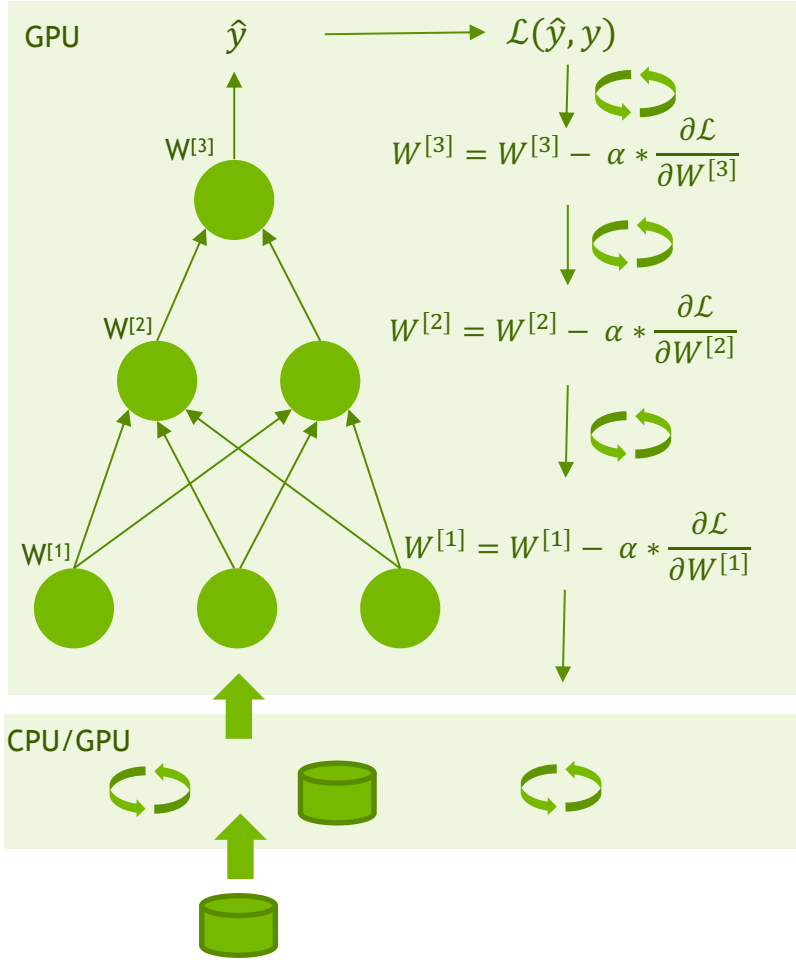 GPU
ŷ
ℒ(ŷ, y)
W[3]
W^{[3]} = W^{[3]} − α * ∂ℒ/∂W^{[3]}
W[2]
W^{[2]} = W^{[2]} − α * ∂ℒ/∂W^{[2]}
W[1]
W^{[1]} = W^{[1]} − α * ∂ℒ/∂W^{[1]}
CPU/GPU